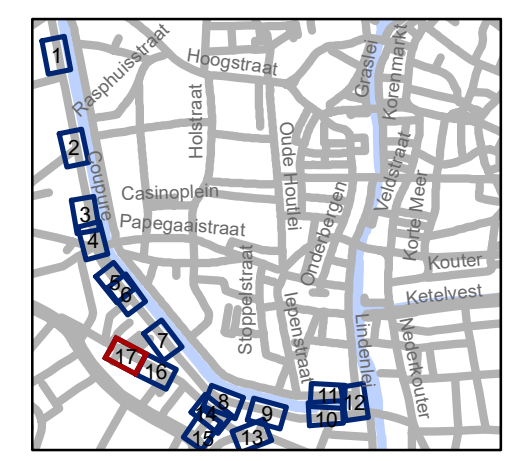 1
Rasphuisstraat
Hoogstraat
Graslei
Korenmarkt
2
Holstraat
Oude Houtlei
Coupure
Veldstraat
Casinoplein
Onderbergen
Korte Meer
3
Papegaaistraat
4
Kouter
5
6
Stoppelstraat
Iepenstraat
Ketelvest
7
Lindenlei
Nederkouter
17
16
8
11
12
14
9
10
15
13